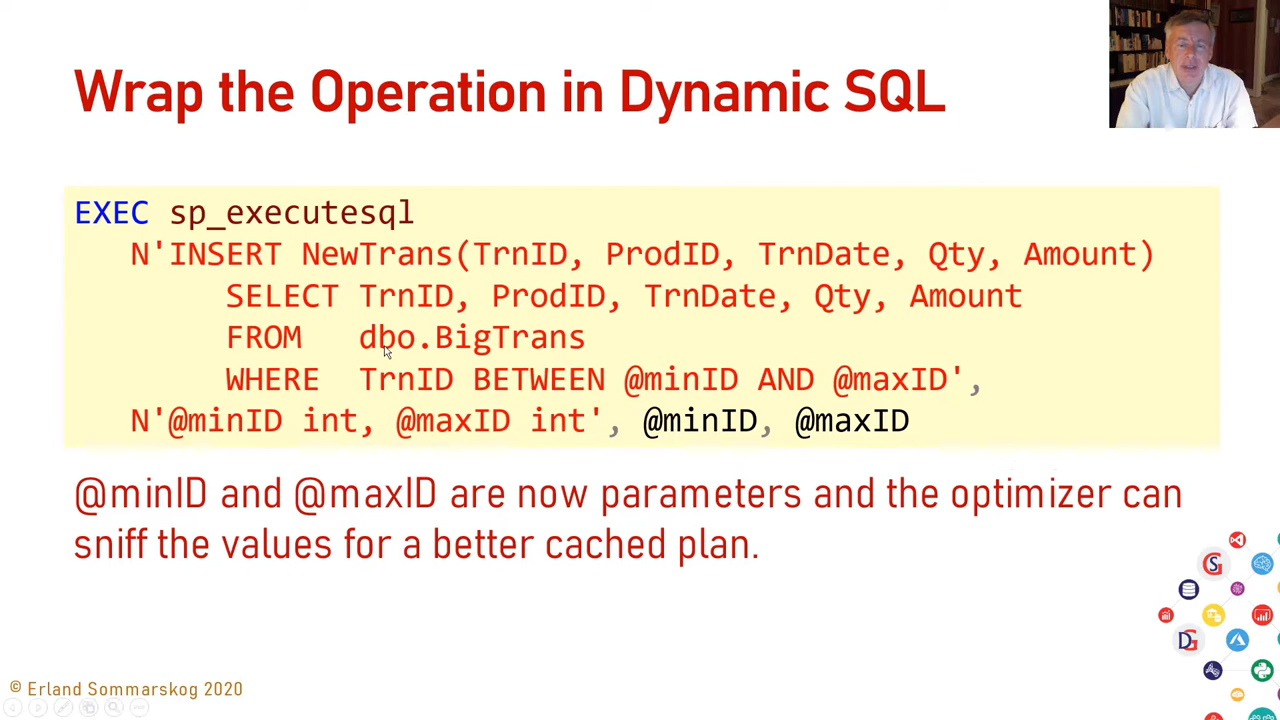 Wrap the Operation in Dynamic SQL
EXEC sp_executesql
N'INSERT NewTrans(TrnID, ProdID, TrnDate, Qty, Amount)
SELECT TrnID, ProdID, TrnDate, Qty, Amount
FROM dbo.BigTrans
WHERE TrnID BETWEEN @minID AND @maxID',
N'@minID int, @maxID int', @minID, @maxID
@minID and @maxID are now parameters and the optimizer can
sniff the values for a better cached plan.
GS
DG
© Erland Sommarskog 2020